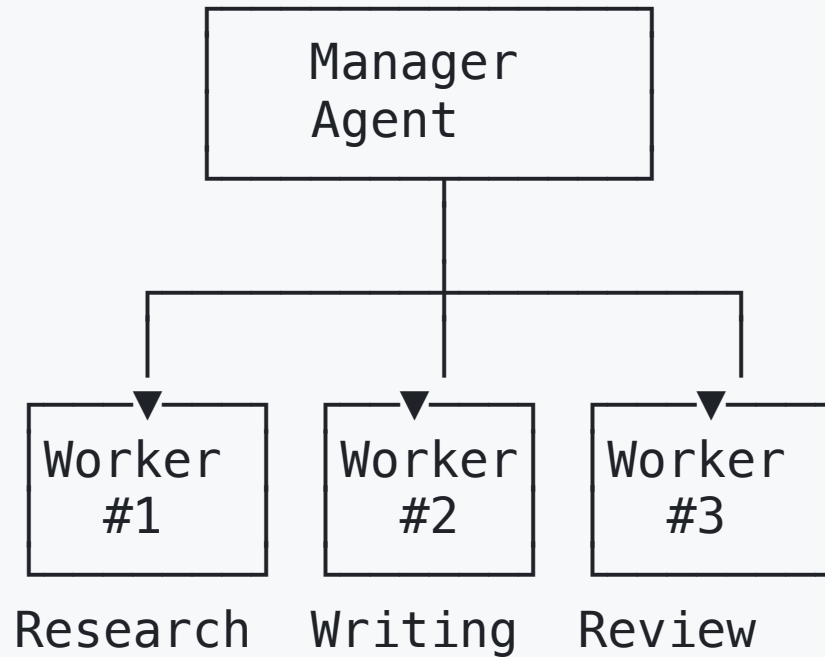 Manager
Agent
Worker
#1
Worker
#2
Worker
#3
Research
Writing
Review